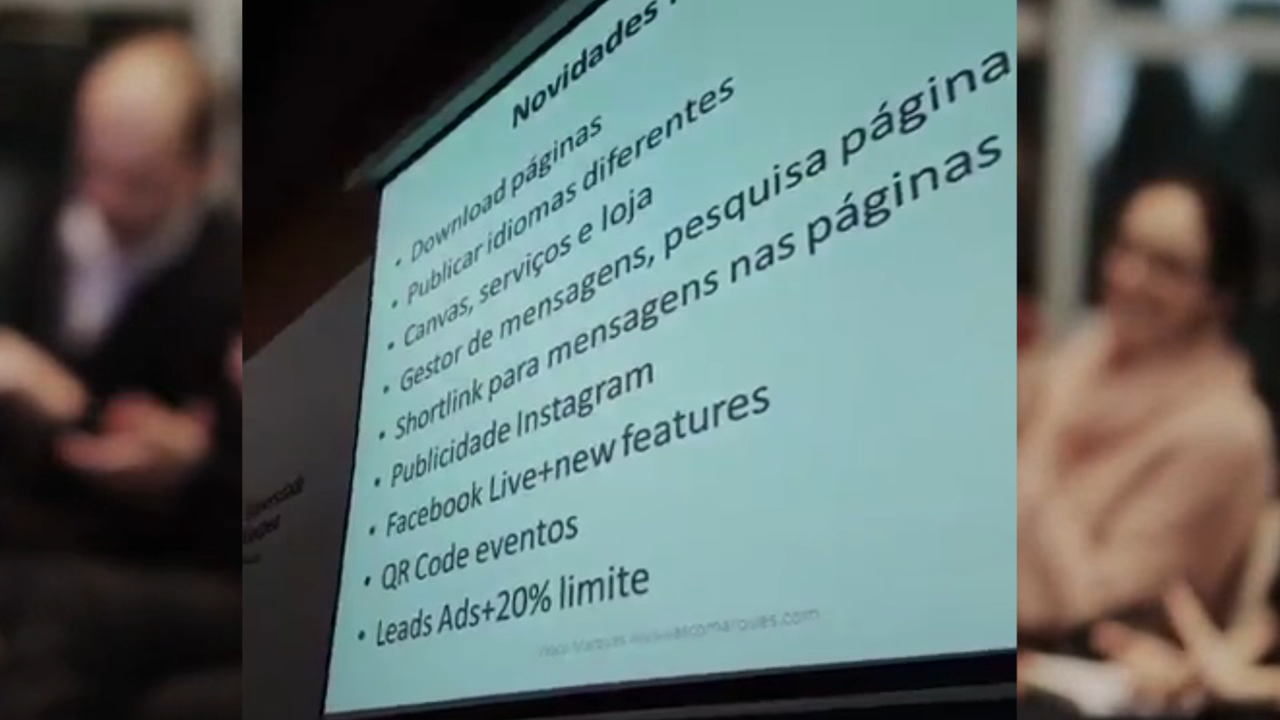 Novidades
• Download páginas
• Publicar idiomas diferentes
• Canvas, serviços e loja
• Gestor de mensagens, pesquisa página
• Shortlink para mensagens nas páginas
• Publicidade Instagram
• Facebook Live+new features
• QR Code eventos
• Leads Ads+20% limite